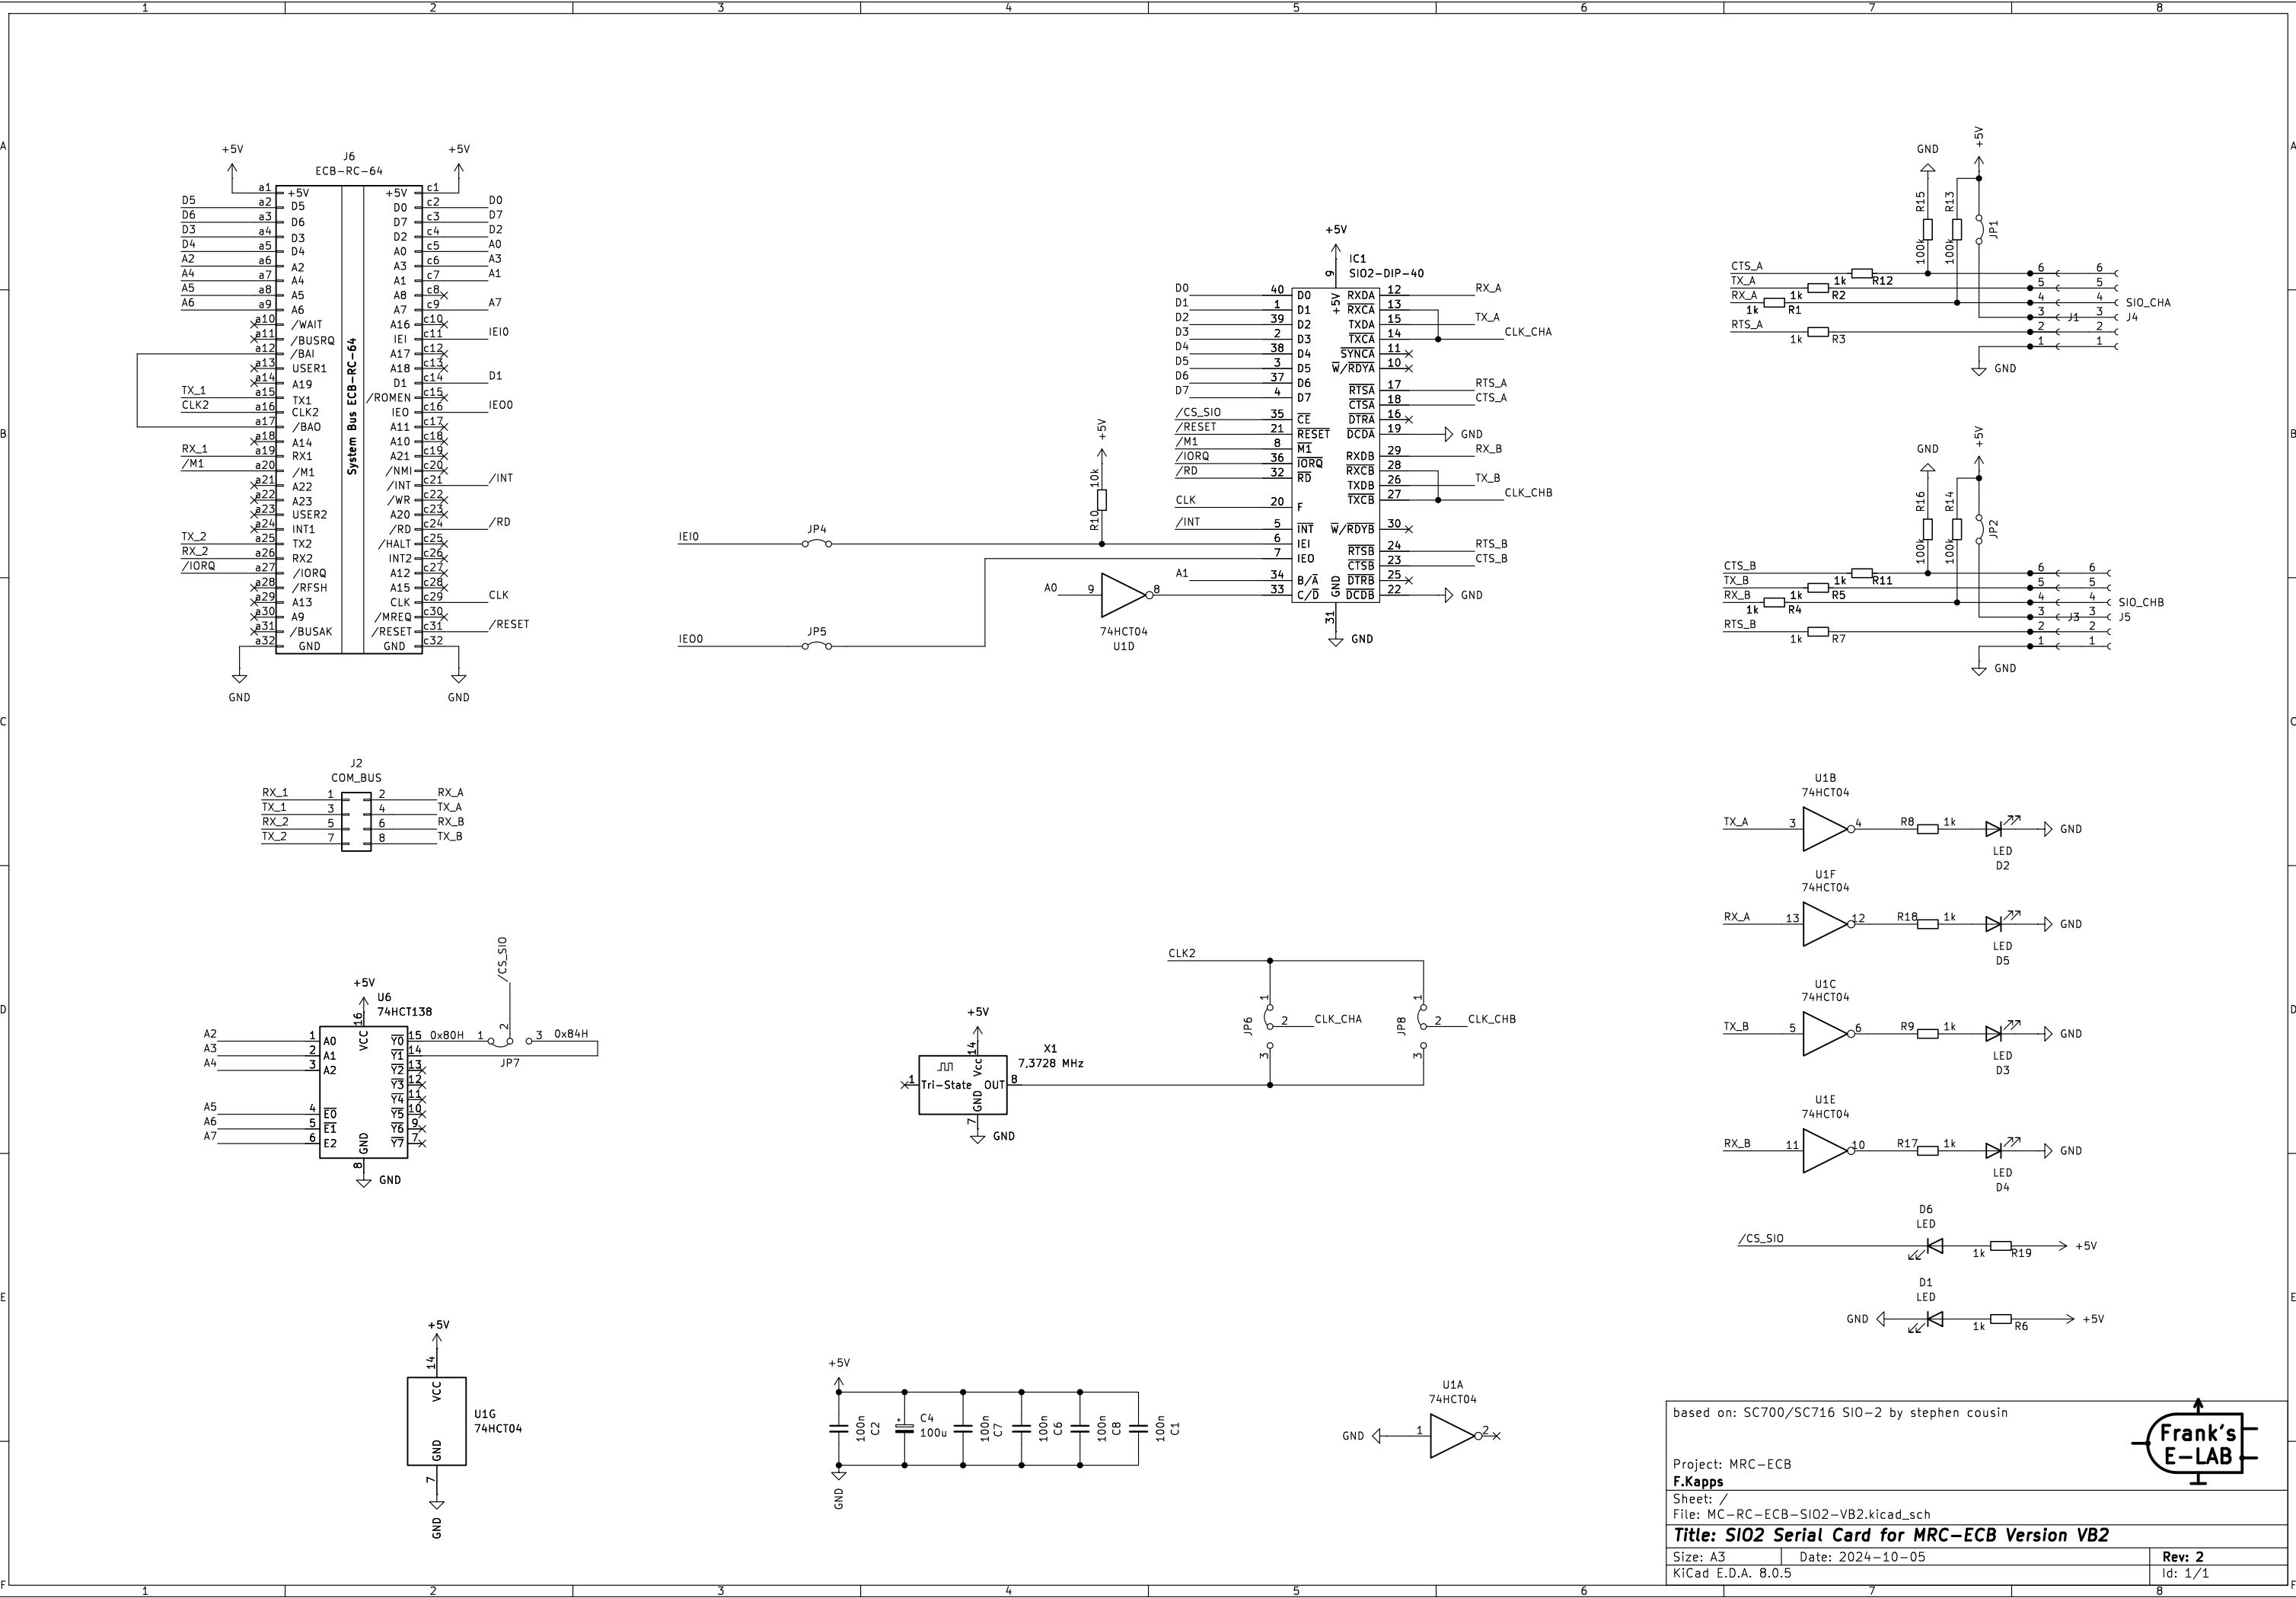 1 2 3 4 5 6 7 8
A
B
C
D
E
F
J6
ECB-RC-64
+5V +5V
a1 +5V +5V c1
D5 a2 D5 D0 c2 D0
D6 a3 D6 D7 c3 D7
D3 a4 D3 D2 c4 D2
D4 a5 D4 A0 c5 A0
A2 a6 A2 A3 c6 A3
A4 a7 A4 A1 c7 A1
A5 a8 A5 A8 c8
A6 a9 A6 A7 c9 A7
a10 /WAIT A16 c10
a11 /BUSRQ IEI c11 IEI0
a12 /BAI A17 c12
a13 USER1 A18 c13
a14 A19 D1 c14 D1
TX_1 a15 TX1 /ROMEN c15
CLK2 a16 CLK2 IEO c16 IEO0
a17 /BAO A11 c17
a18 A14 A10 c18
RX_1 a19 RX1 A21 c19
/M1 a20 /M1 /NMI c20
a21 A22 /INT c21 /INT
a22 A23 /WR c22
a23 USER2 A20 c23
a24 INT1 /RD c24 /RD
TX_2 a25 TX2 /HALT c25
RX_2 a26 RX2 INT2 c26
/IORQ a27 /IORQ A12 c27
a28 /RFSH A15 c28
a29 A13 CLK c29 CLK
a30 A9 /MREQ c30
a31 /BUSAK /RESET c31 /RESET
a32 GND GND c32
GND GND
System Bus ECB-RC-64
+5V
IC1
SIO2-DIP-40
9 +5V
D0 40 D0 RXDA 12 RX_A
D1 1 D1 RXCA 13
D2 39 D2 TXDA 15 TX_A
D3 2 D3 TXCA 14 CLK_CHA
D4 38 D4 SYNCA 11
D5 3 D5 W/RDYA 10
D6 37 D6 RTSA 17 RTS_A
D7 4 D7 CTSA 18 CTS_A
/CS_SIO 35 CE DTRA 16
/RESET 21 RESET DCDA 19 GND
/M1 8 M1 RXDB 29 RX_B
/IORQ 36 IORQ RXCB 28
/RD 32 RD TXDB 26 TX_B
CLK 20 F TXCB 27 CLK_CHB
/INT 5 INT W/RDYB 30
6 IEI RTSB 24 RTS_B
7 IEO CTSB 23 CTS_B
A1 34 B/A DTRB 25
33 C/D DCDB 22 GND
GND 31 GND
+5V
10k
R10
IEI0 JP4
IEO0 JP5
A0 9 8
74HCT04
U1D
GND +5V
R15 100k R13 100k JP1
CTS_A 1k R12 6 6
TX_A 1k R2 5 5
RX_A 1k R1 4 4 SIO_CHA
3 J1 3 J4
RTS_A 1k R3 2 2
1 1
GND
GND +5V
R16 100k R14 100k JP2
CTS_B 1k R11 6 6
TX_B 1k R5 5 5
RX_B 1k R4 4 4 SIO_CHB
3 J3 3 J5
RTS_B 1k R7 2 2
1 1
GND
J2
COM_BUS
RX_1 1 2 RX_A
TX_1 3 4 TX_A
RX_2 5 6 RX_B
TX_2 7 8 TX_B
U1B
74HCT04
TX_A 3 4 R8 1k GND
LED
D2
U1F
74HCT04
RX_A 13 12 R18 1k GND
LED
D5
U1C
74HCT04
TX_B 5 6 R9 1k GND
LED
D3
U1E
74HCT04
RX_B 11 10 R17 1k GND
LED
D4
D6
LED
/CS_SIO 1k R19 +5V
D1
LED
GND 1k R6 +5V
/CS_SIO
+5V
U6
74HCT138
16 VCC
A2 1 A0 Y0 15 0x80H 1 2 3 0x84H
A3 2 A1 Y1 14 JP7
A4 3 A2 Y2 13
Y3 12
Y4 11
A5 4 E0 Y5 10
A6 5 E1 Y6 9
A7 6 E2 Y7 7
GND 8 GND
CLK2
JP6 1 2 3 CLK_CHA
JP8 1 2 3 CLK_CHB
+5V
X1
7,3728 MHz
14 Vcc
1 Tri-State OUT 8
GND 7 GND
+5V
14 VCC
U1G
74HCT04
GND 7
GND
+5V
100n C2
C4 100u
100n C7
100n C6
100n C8
100n C1
GND
U1A
74HCT04
GND 1 2
based on: SC700/SC716 SIO-2 by stephen cousin
Frank's
E-LAB
Project: MRC-ECB
F.Kapps
Sheet: /
File: MC-RC-ECB-SIO2-VB2.kicad_sch
Title: SIO2 Serial Card for MRC-ECB Version VB2
Size: A3 Date: 2024-10-05 Rev: 2
KiCad E.D.A. 8.0.5 Id: 1/1
1 2 3 4 5 6 7 8
A
B
C
D
E
F